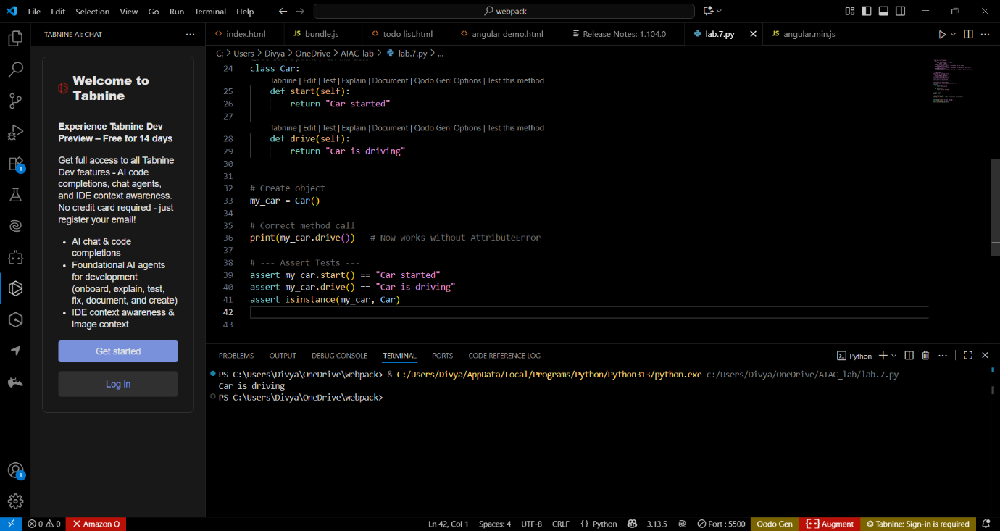 File Edit Selection View Go Run Terminal Help
webpack
TABNINE AI: CHAT
Welcome to
Tabnine
Experience Tabnine Dev
Preview – Free for 14 days
Get full access to all Tabnine
Dev features - AI code
completions, chat agents,
and IDE context awareness.
No credit card required - just
register your email!
• AI chat & code
completions
• Foundational AI agents
for development
(onboard, explain, test,
fix, document, and create)
• IDE context awareness &
image context
Get started
Log in
1
1
<> index.html
JS bundle.js
<> todo list.html
<> angular demo.html
Release Notes: 1.104.0
lab.7.py
JS angular.min.js
C: > Users > Divya > OneDrive > AIAC_lab > lab.7.py > ...
24 class Car:
Tabnine | Edit | Test | Explain | Document | Qodo Gen: Options | Test this method
25 def start(self):
26 return "Car started"
27
Tabnine | Edit | Test | Explain | Document | Qodo Gen: Options | Test this method
28 def drive(self):
29 return "Car is driving"
30
31
32 # Create object
33 my_car = Car()
34
35 # Correct method call
36 print(my_car.drive()) # Now works without AttributeError
37
38 # --- Assert Tests ---
39 assert my_car.start() == "Car started"
40 assert my_car.drive() == "Car is driving"
41 assert isinstance(my_car, Car)
42
43
PROBLEMS OUTPUT DEBUG CONSOLE TERMINAL PORTS CODE REFERENCE LOG
Python
PS C:\Users\Divya\OneDrive\webpack> & C:/Users/Divya/AppData/Local/Programs/Python/Python313/python.exe c:/Users/Divya/OneDrive/AIAC_lab/lab.7.py
Car is driving
PS C:\Users\Divya\OneDrive\webpack>
0 0 Amazon Q
Ln 42, Col 1 Spaces: 4 UTF-8 CRLF {} Python 3.13.5 Port : 5500 Qodo Gen Augment Tabnine: Sign-in is required